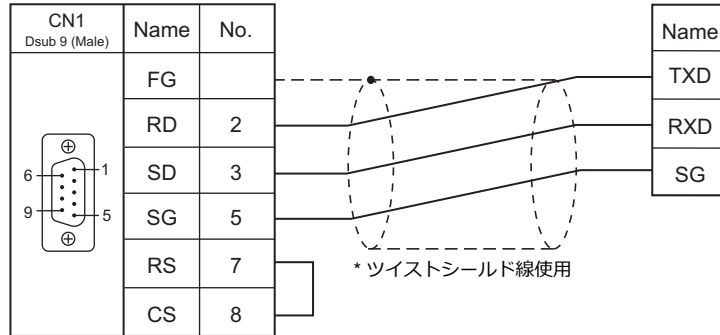 CN1
Dsub 9 (Male)
Name
No.
Name
FG
TXD
RD
2
RXD
SD
3
SG
SG
5
RS
7
CS
8
6
1
9
5
* ツイストシールド線使用